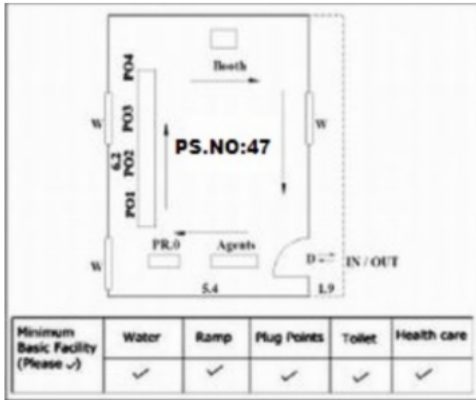 Booth
PO4
PO3
PO2
PO1
6.2
W
W
W
PS.NO:47
PR.0
Agents
D
IN / OUT
5.4
1.9
Minimum Basic Facility (Please ✓)
Water
Ramp
Plug Points
Toilet
Health care
✓ ✓ ✓ ✓ ✓